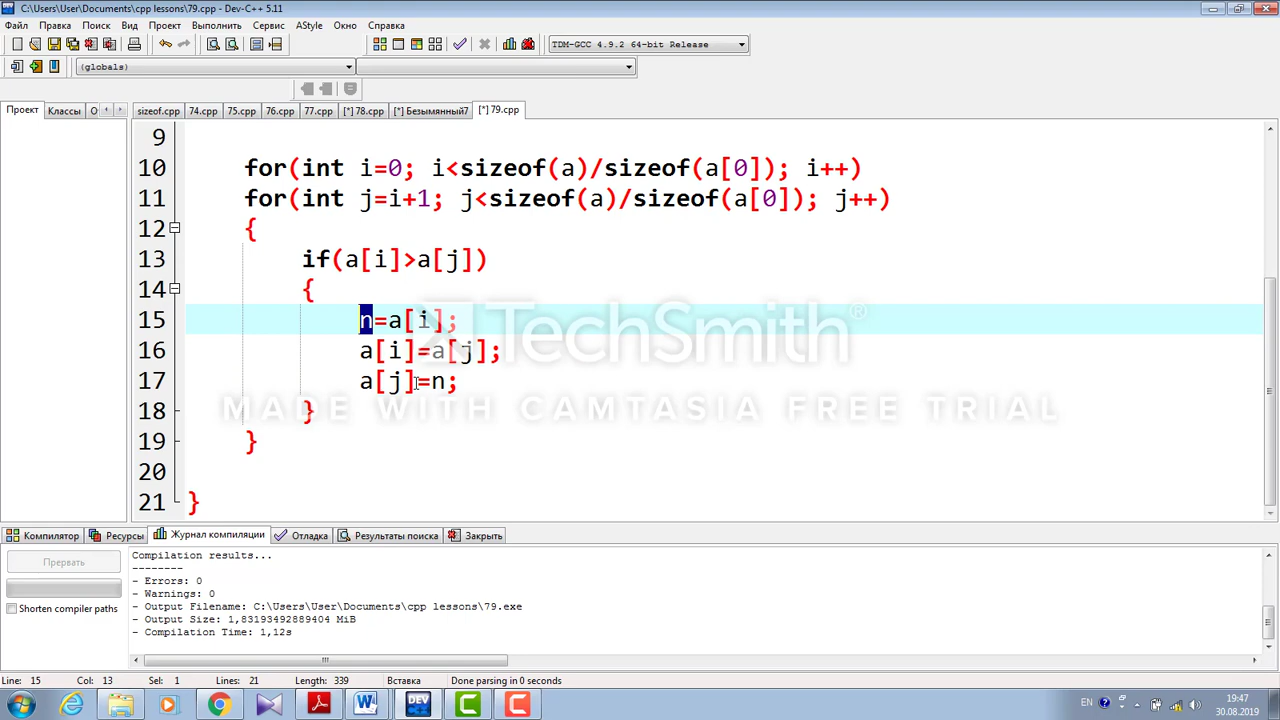 C:\Users\User\Documents\cpp lessons\79.cpp - Dev-C++ 5.11
Файл Правка Поиск Вид Проект Выполнить Сервис AStyle Окно Справка
TDM-GCC 4.9.2 64-bit Release
(globals)
Проект Классы О sizeof.cpp 74.cpp 75.cpp 76.cpp 77.cpp [*] 78.cpp [*] Безымянный7 [*] 79.cpp
9
10 for(int i=0; i<sizeof(a)/sizeof(a[0]); i++)
11 for(int j=i+1; j<sizeof(a)/sizeof(a[0]); j++)
12 {
13 if(a[i]>a[j])
14 {
15 n=a[i];
16 a[i]=a[j];
17 a[j]=n;
18 }
19 }
20
21 }
TechSmith
MADE WITH CAMTASIA FREE TRIAL
Компилятор Ресурсы Журнал компиляции Отладка Результаты поиска Закрыть
Прервать
Shorten compiler paths
Compilation results...
--------
- Errors: 0
- Warnings: 0
- Output Filename: C:\Users\User\Documents\cpp lessons\79.exe
- Output Size: 1,83193492889404 MiB
- Compilation Time: 1,12s
Line: 15 Col: 13 Sel: 1 Lines: 21 Length: 339 Вставка Done parsing in 0 seconds
DEV
EN 19:47
30.08.2019